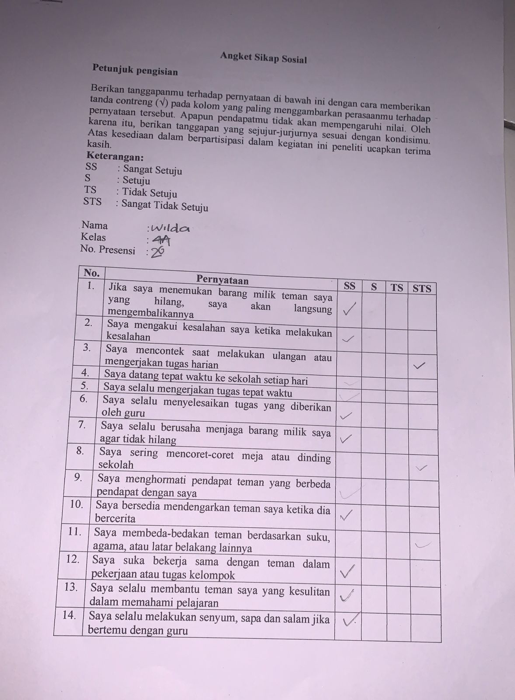 Angket Sikap Sosial
Petunjuk pengisian
Berikan tanggapanmu terhadap pernyataan di bawah ini dengan cara memberikan
tanda contreng (√) pada kolom yang paling menggambarkan perasaanmu terhadap
pernyataan tersebut. Apapun pendapatmu tidak akan mempengaruhi nilai. Oleh
karena itu, berikan tanggapan yang sejujur-jurjurnya sesuai dengan kondisimu.
Atas kesediaan dalam berpartisipasi dalam kegiatan ini peneliti ucapkan terima
kasih.
Keterangan:
SS : Sangat Setuju
S : Setuju
TS : Tidak Setuju
STS : Sangat Tidak Setuju
Nama : Wilda
Kelas : 4A
No. Presensi : 26
No. Pernyataan SS S TS STS
1. Jika saya menemukan barang milik teman saya
yang hilang, saya akan langsung
mengembalikannya ✓
2. Saya mengakui kesalahan saya ketika melakukan
kesalahan ✓
3. Saya mencontek saat melakukan ulangan atau
mengerjakan tugas harian ✓
4. Saya datang tepat waktu ke sekolah setiap hari ✓
5. Saya selalu mengerjakan tugas tepat waktu ✓
6. Saya selalu menyelesaikan tugas yang diberikan
oleh guru ✓
7. Saya selalu berusaha menjaga barang milik saya
agar tidak hilang ✓
8. Saya sering mencoret-coret meja atau dinding
sekolah ✓
9. Saya menghormati pendapat teman yang berbeda
pendapat dengan saya ✓
10. Saya bersedia mendengarkan teman saya ketika dia
bercerita ✓
11. Saya membeda-bedakan teman berdasarkan suku,
agama, atau latar belakang lainnya ✓
12. Saya suka bekerja sama dengan teman dalam
pekerjaan atau tugas kelompok ✓
13. Saya selalu membantu teman saya yang kesulitan
dalam memahami pelajaran ✓
14. Saya selalu melakukan senyum, sapa dan salam jika
bertemu dengan guru ✓